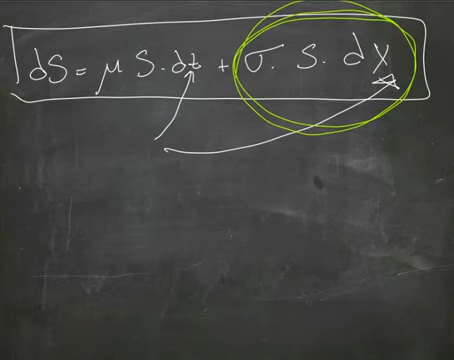 dS = μ S. dt + σ. S. dX